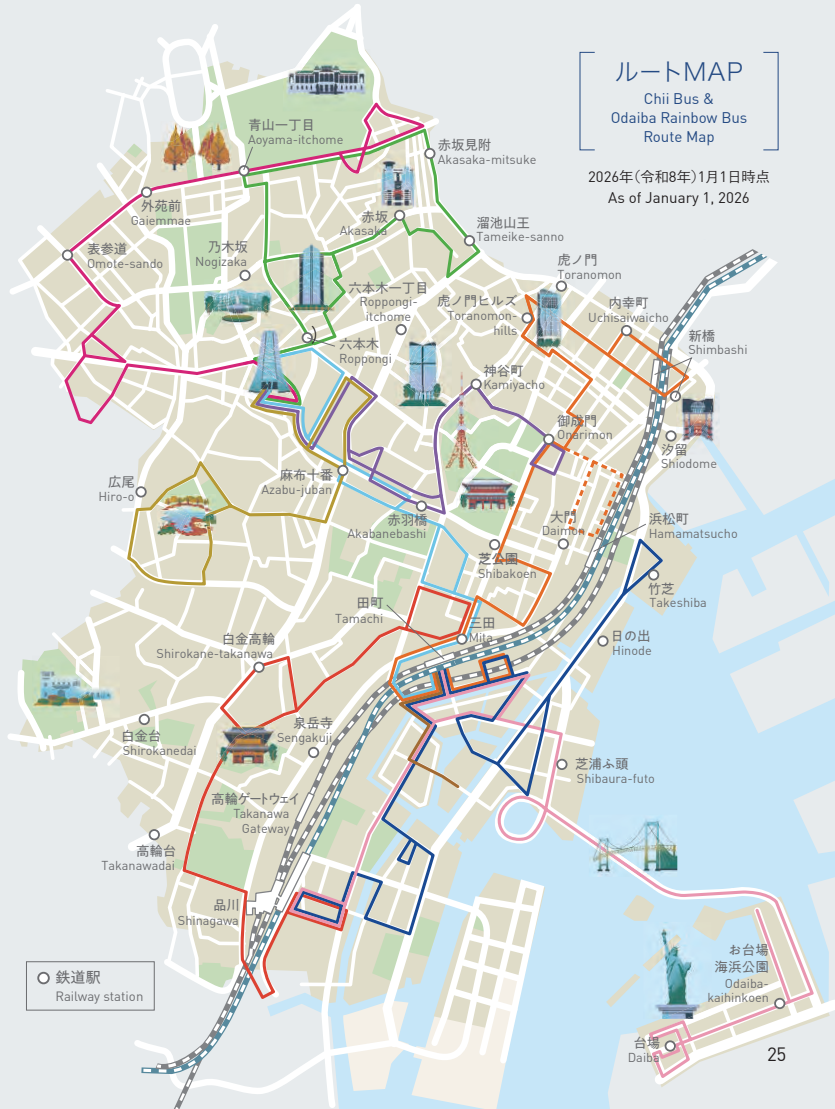 ルートMAP
Chii Bus &
Odaiba Rainbow Bus
Route Map
2026年(令和8年)1月1日時点
As of January 1, 2026
青山一丁目
Aoyama-itchome
赤坂見附
Akasaka-mitsuke
外苑前
Gaiemmae
赤坂
Akasaka
溜池山王
Tameike-sanno
表参道
Omote-sando
乃木坂
Nogizaka
虎ノ門
Toranomon
六本木一丁目
Roppongi-
itchome
虎ノ門ヒルズ
Toranomon-
hills
内幸町
Uchisaiwaicho
新橋
Shimbashi
六本木
Roppongi
神谷町
Kamiyacho
御成門
Onarimon
汐留
Shiodome
広尾
Hiro-o
麻布十番
Azabu-juban
赤羽橋
Akabanebashi
大門
Daimon
浜松町
Hamamatsucho
芝公園
Shibakoen
竹芝
Takeshiba
田町
Tamachi
三田
Mita
日の出
Hinode
白金高輪
Shirokane-takanawa
白金台
Shirokanedai
泉岳寺
Sengakuji
芝浦ふ頭
Shibaura-futo
高輪ゲートウェイ
Takanawa
Gateway
高輪台
Takanawadai
品川
Shinagawa
お台場
海浜公園
Odaiba-
kaihinkoen
台場
Daiba
鉄道駅
Railway station
25